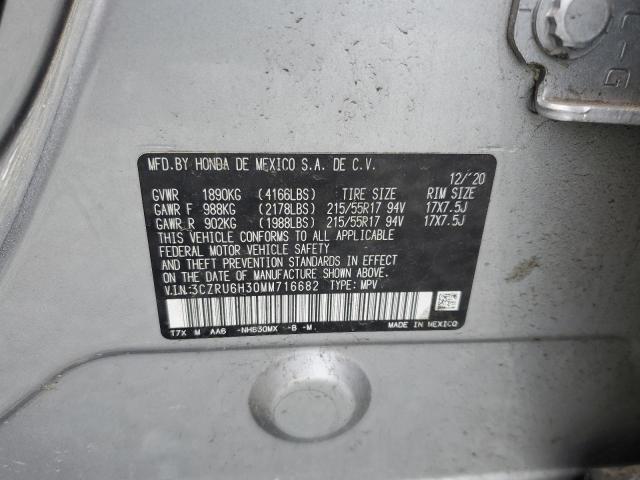 MFD.BY HONDA DE MEXICO S.A. DE C.V.
12/'20
GVWR 1890KG (4166LBS) TIRE SIZE RIM SIZE
GAWR F 988KG (2178LBS) 215/55R17 94V 17X7.5J
GAWR R 902KG (1988LBS) 215/55R17 94V 17X7.5J
THIS VEHICLE CONFORMS TO ALL APPLICABLE
FEDERAL MOTOR VEHICLE SAFETY
AND THEFT PREVENTION STANDARDS IN EFFECT
ON THE DATE OF MANUFACTURE SHOWN ABOVE.
V.I.N:3CZRU6H30MM716682 TYPE: MPV
T7X M AA6 -NHB30MX -B -M- MADE IN MEXICO